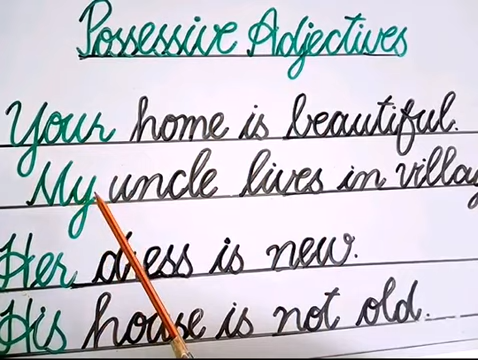 Possessive Adjectives
Your home is beautiful.
My uncle lives in villag
Her dress is new.
His house is not old.